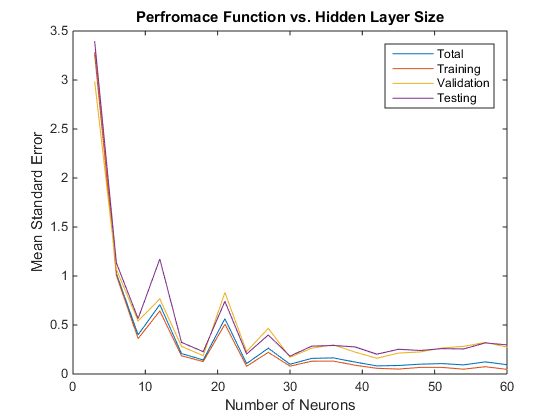 Perfromace Function vs. Hidden Layer Size
3.5
3
2.5
2
1.5
1
0.5
0
Mean Standard Error
Total
Training
Validation
Testing
0 10 20 30 40 50 60
Number of Neurons